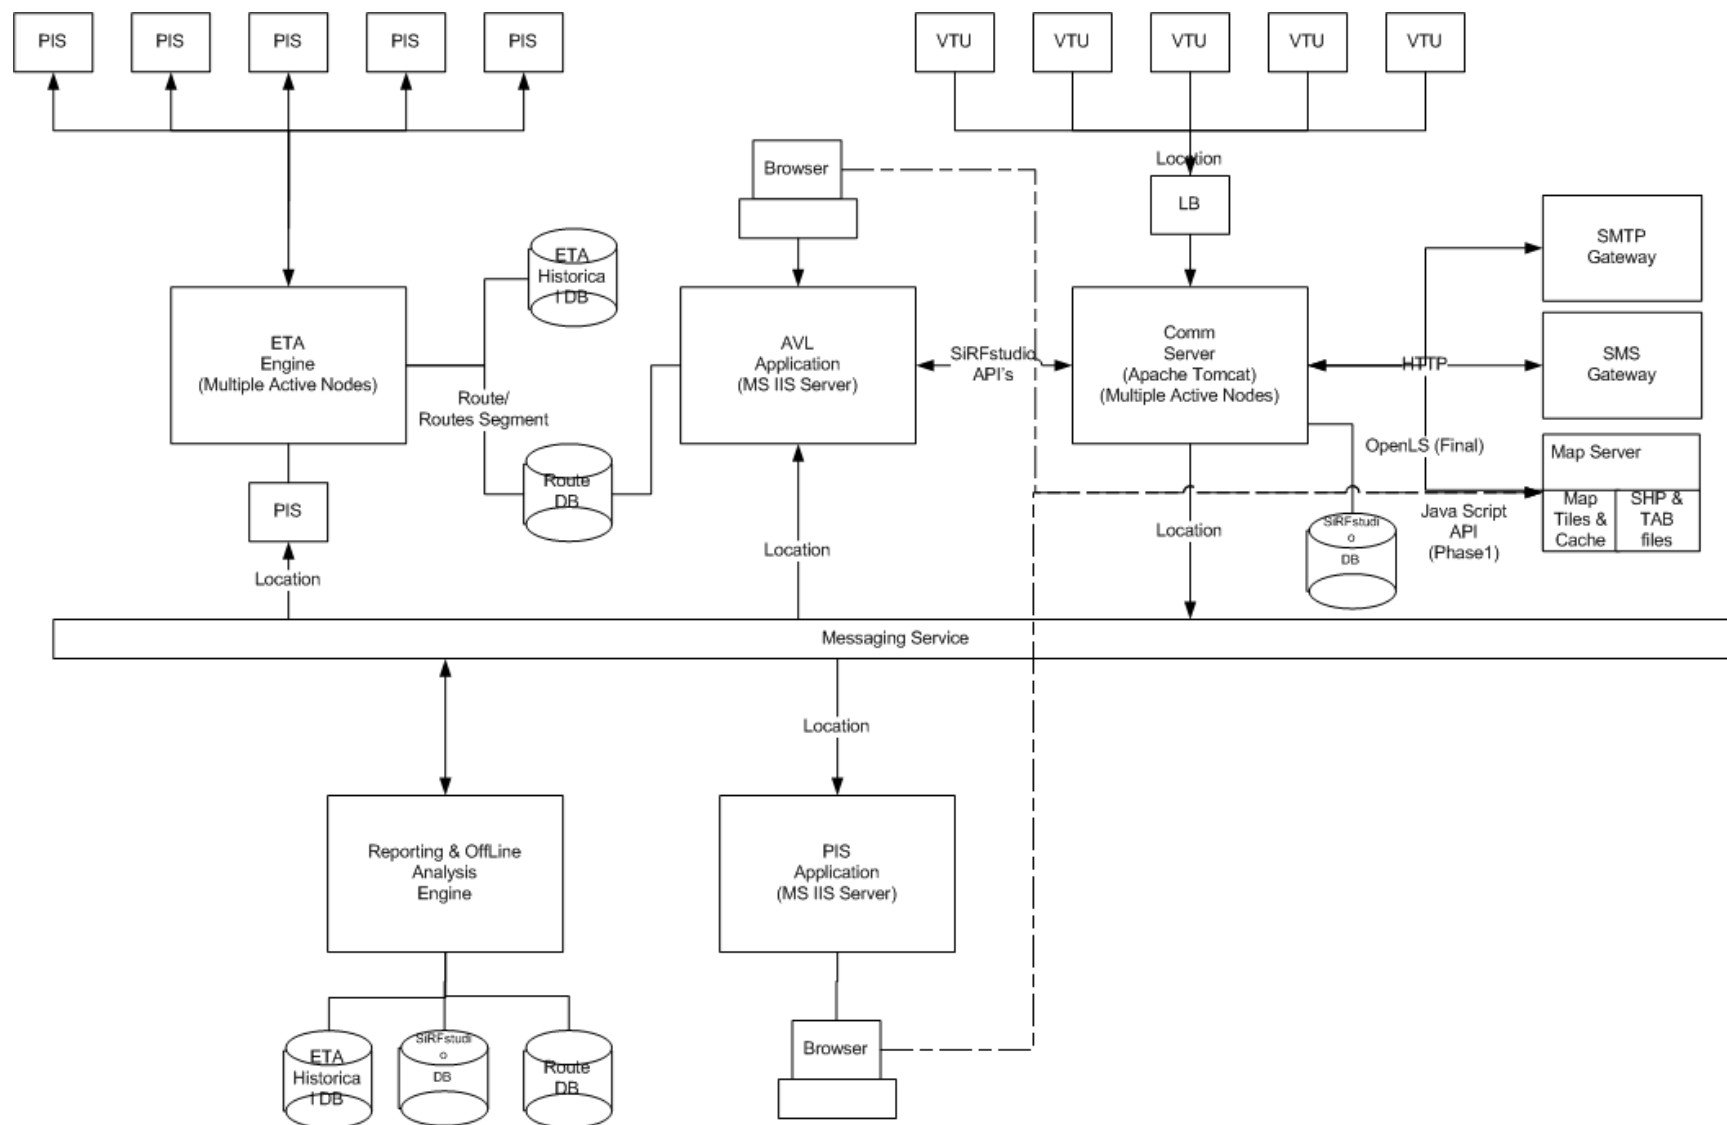 PIS
PIS
PIS
PIS
PIS
VTU
VTU
VTU
VTU
VTU
Browser
Location
LB
SMTP
Gateway
ETA
Historica
l DB
ETA
Engine
(Multiple Active Nodes)
AVL
Application
(MS IIS Server)
SiRFstudio
API's
Comm
Server
(Apache Tomcat)
(Multiple Active Nodes)
HTTP
SMS
Gateway
Route/
Routes Segment
OpenLS (Final)
Map Server
Map
Tiles &
Cache
SHP &
TAB
files
PIS
Route
DB
Java Script
API
(Phase1)
Location
Location
Location
SiRFstudi
o
DB
Messaging Service
Location
Reporting & OffLine
Analysis
Engine
PIS
Application
(MS IIS Server)
ETA
Historica
l DB
SiRFstudi
o
DB
Route
DB
Browser